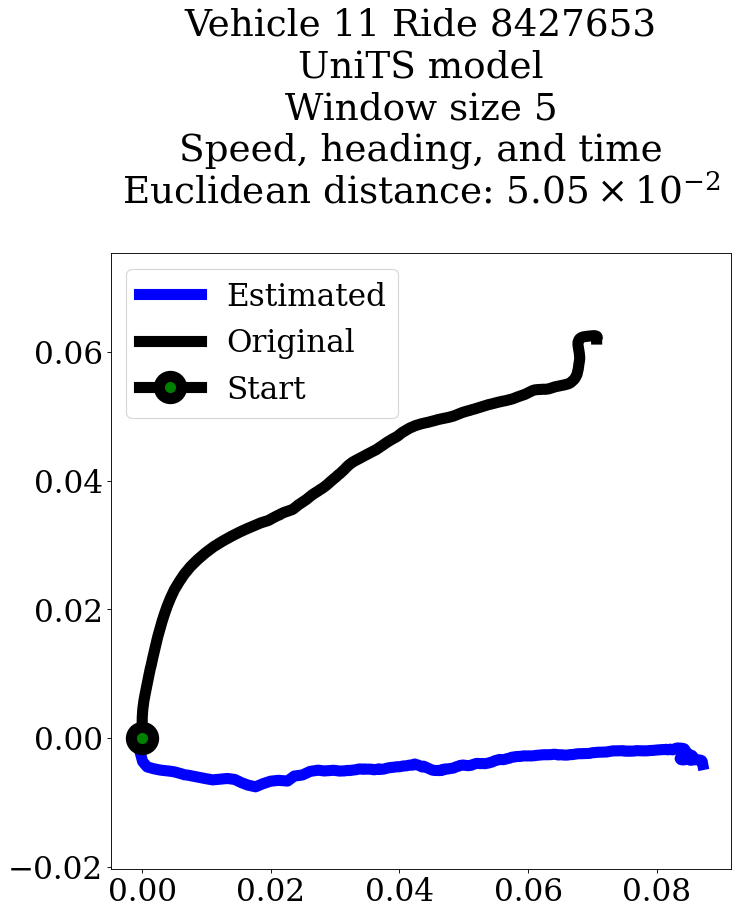 Vehicle 11 Ride 8427653
UniTS model
Window size 5
Speed, heading, and time
Euclidean distance: 5.05 × 10⁻²
Estimated
Original
Start
0.06
0.04
0.02
0.00
−0.02
0.00 0.02 0.04 0.06 0.08